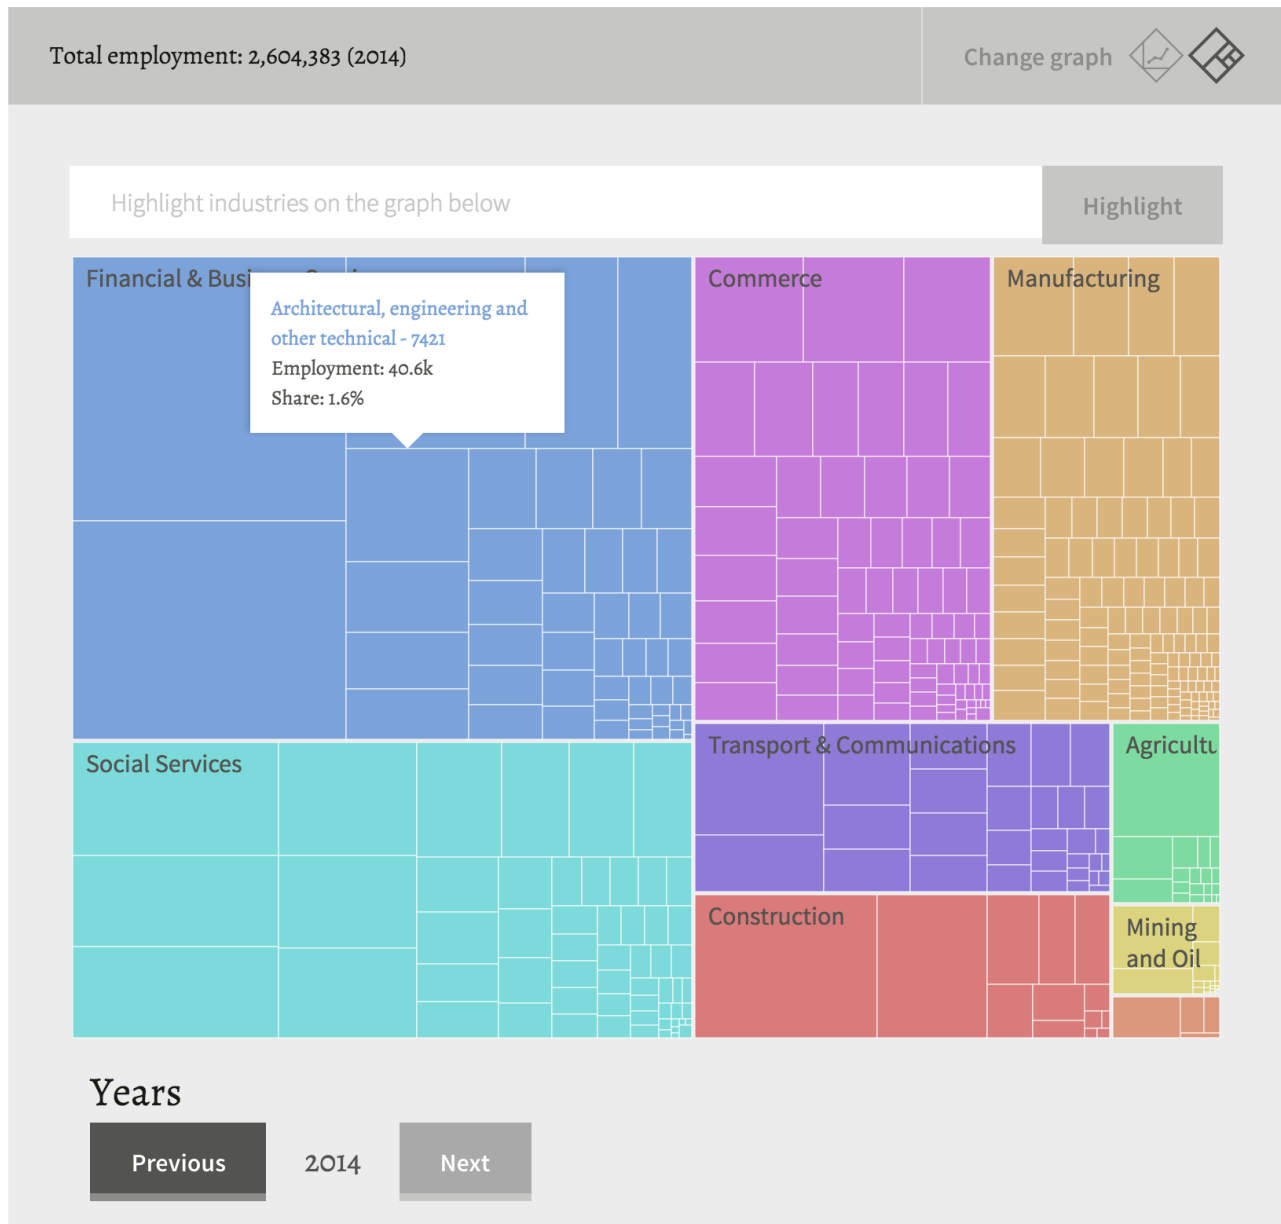 Total employment: 2,604,383 (2014)
Change graph
Highlight industries on the graph below
Highlight
Financial & Busi
Commerce
Manufacturing
Architectural, engineering and
other technical - 7421
Employment: 40.6k
Share: 1.6%
Social Services
Transport & Communications
Agricultu
Construction
Mining
and Oil
Years
Previous
2014
Next